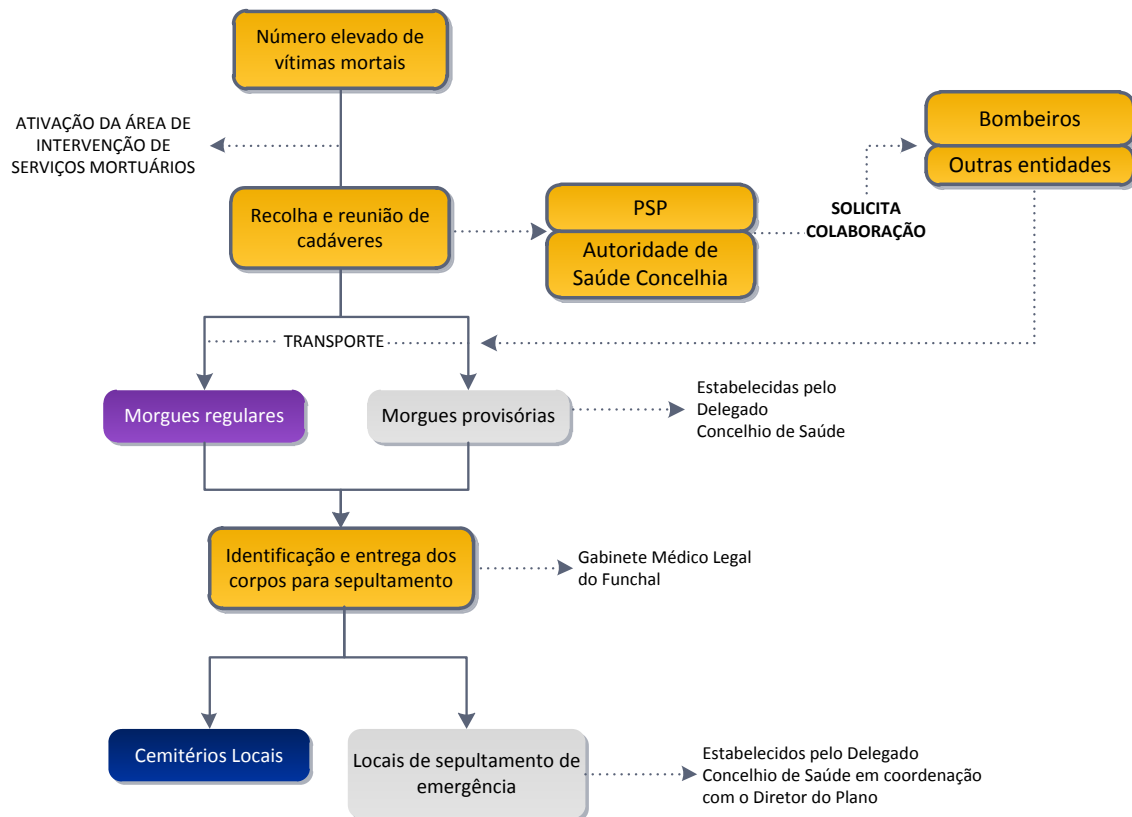 Número elevado de
vítimas mortais
ATIVAÇÃO DA ÁREA DE
INTERVENÇÃO DE
SERVIÇOS MORTUÁRIOS
Bombeiros
Outras entidades
Recolha e reunião de
cadáveres
PSP
Autoridade de
Saúde Concelhia
SOLICITA
COLABORAÇÃO
TRANSPORTE
Morgues regulares
Morgues provisórias
Estabelecidas pelo
Delegado
Concelhio de Saúde
Identificação e entrega dos
corpos para sepultamento
Gabinete Médico Legal
do Funchal
Cemitérios Locais
Locais de sepultamento de
emergência
Estabelecidos pelo Delegado
Concelhio de Saúde em coordenação
com o Diretor do Plano